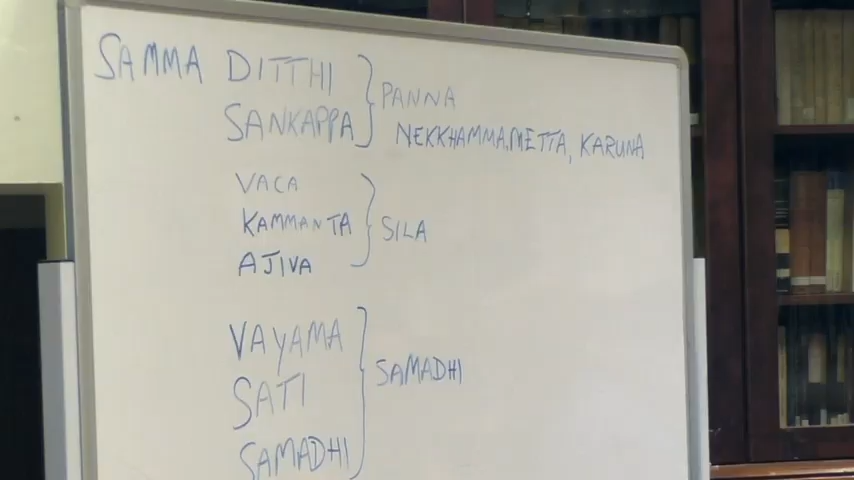 SAMMA DITTHI
PANNA
SANKAPPA
NEKKHAMMA, METTA, KARUNA
VACA
KAMMANTA
SILA
AJIVA
VAYAMA
SATI
SAMADHI
SAMADHI